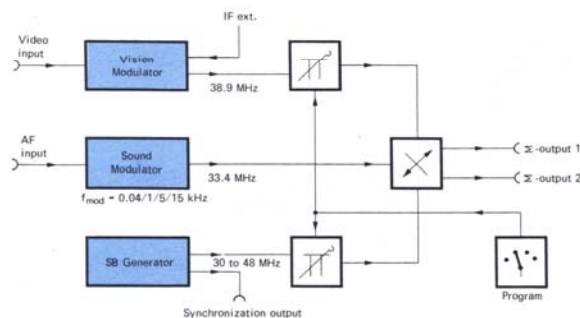 IF ext.
Video
input
Vision
Modulator
38.9 MHz
AF
input
Sound
Modulator
33.4 MHz
fmod = 0.04/1/5/15 kHz
Σ-output 1
Σ-output 2
SB Generator
30 to 48 MHz
Synchronization output
Program